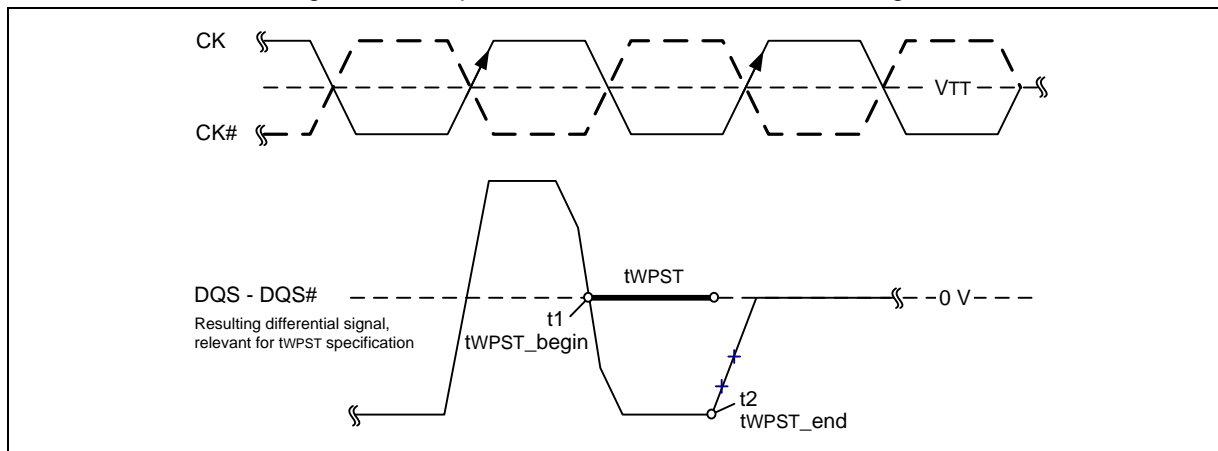 CK
VTT
CK#
tWPST
DQS - DQS#
0 V
Resulting differential signal,
relevant for tWPST specification
t1
tWPST_begin
t2
tWPST_end